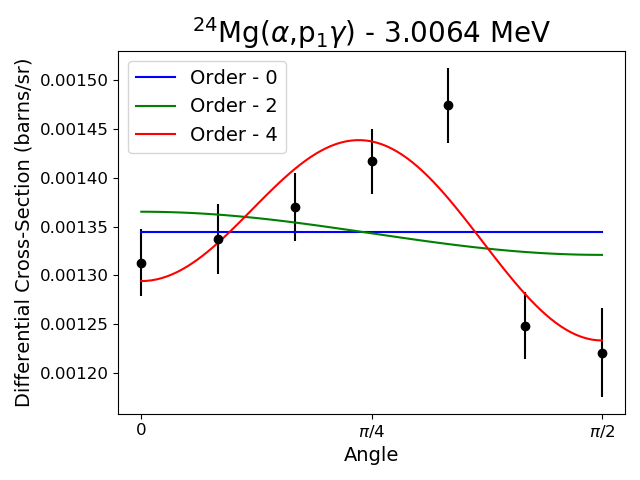 ²⁴Mg(α,p₁γ) - 3.0064 MeV
Order - 0
Order - 2
Order - 4
Differential Cross-Section (barns/sr)
0.00150
0.00145
0.00140
0.00135
0.00130
0.00125
0.00120
0 π/4 π/2
Angle